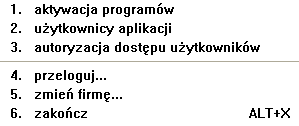 1. aktywacja programów
2. użytkownicy aplikacji
3. autoryzacja dostępu użytkowników
4. przeloguj...
5. zmień firmę...
6. zakończ ALT+X